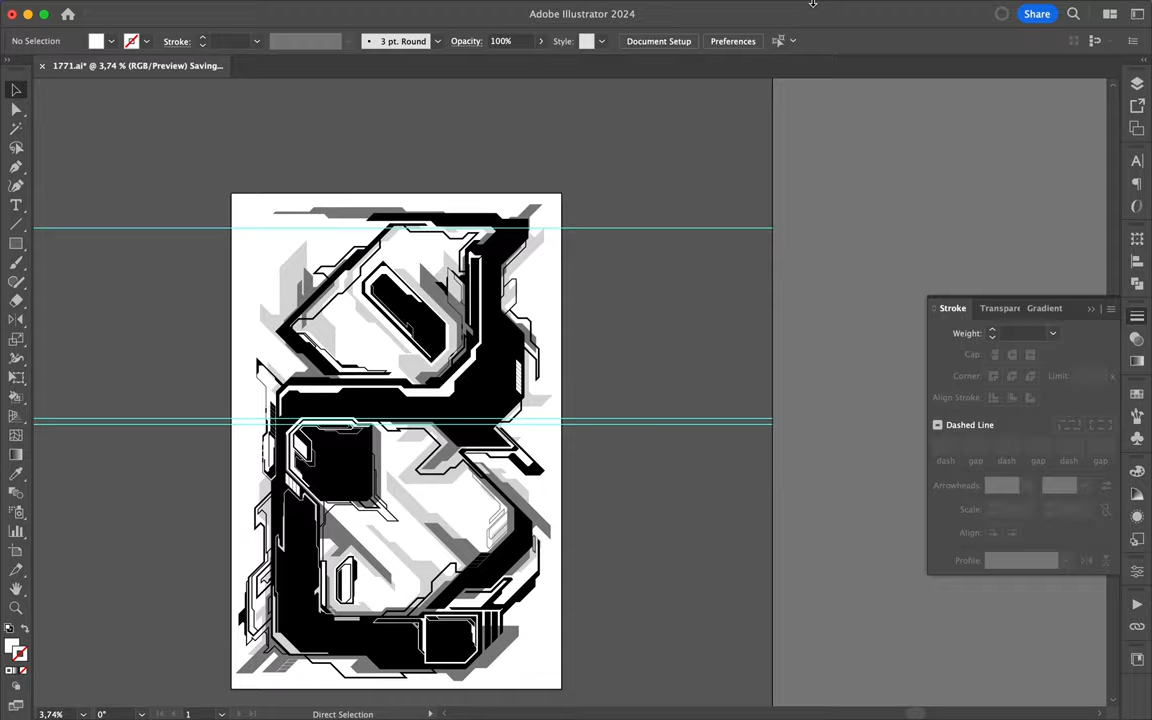 Adobe Illustrator 2024
Share
No Selection
Stroke:
3 pt. Round
Opacity:
100%
Style:
Document Setup
Preferences
1771.ai* @ 3,74 % (RGB/Preview) Saving...
Stroke
Transpare
Gradient
Weight:
Cap:
Corner:
Limit:
x
Align Stroke:
Dashed Line
dash gap dash gap dash gap
Arrowheads:
Scale:
Align:
Profile:
3,74%
0°
1
Direct Selection